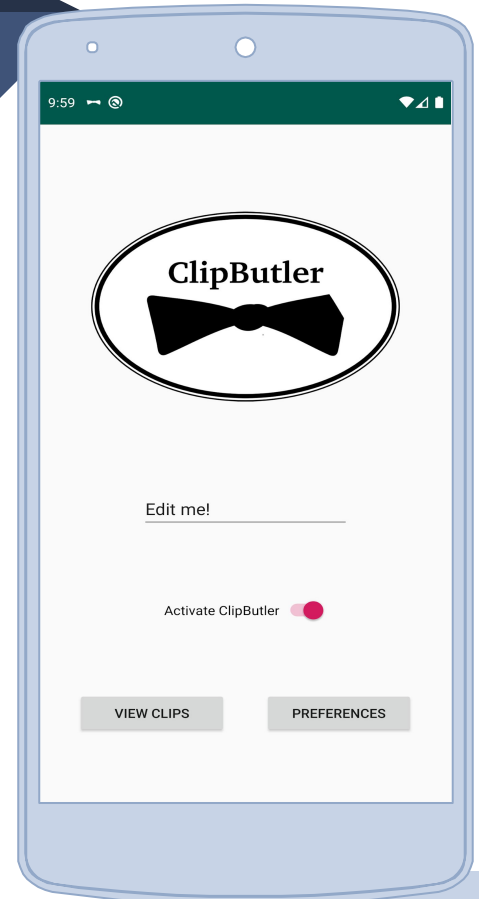 9:59
ClipButler
Edit me!
Activate ClipButler
VIEW CLIPS
PREFERENCES